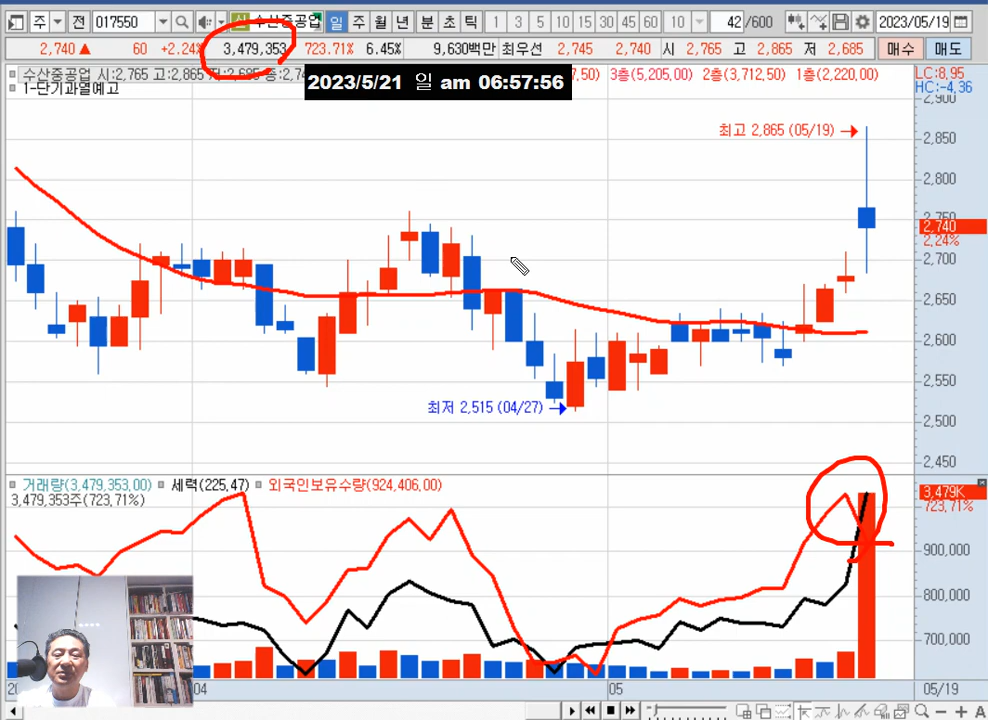 주 전 017550 수산중공업 일 주 월 년 분 초 틱 1 3 5 10 15 30 45 60 10 42 /600 2023/05/19
2,740 ▲ 60 +2.24% 3,479,353 723.71% 6.45% 9,630백만 최우선 2,745 2,740 시 2,765 고 2,865 저 2,685 매수 매도
수산중공업 시:2,765 고:2,865 저:2,685 종:2,74 7,50) 3층(5,205.00) 2층(3,712,50) 1층(2,220.00) LC:8.95
1-단기과열예고 HC:-4.36
2023/5/21 일 am 06:57:56
2,900
최고 2,865 (05/19)
2,850
2,800
2,750
2,740
2.24%
2,700
2,650
2,600
2,550
최저 2,515 (04/27)
2,500
2,450
거래량(3,479,353.00) 세력(225.47) 외국인보유수량(924,406.00)
3,479,353주(723.71%)
3,479K
723.71%
900,000
800,000
700,000
04 05 05/19